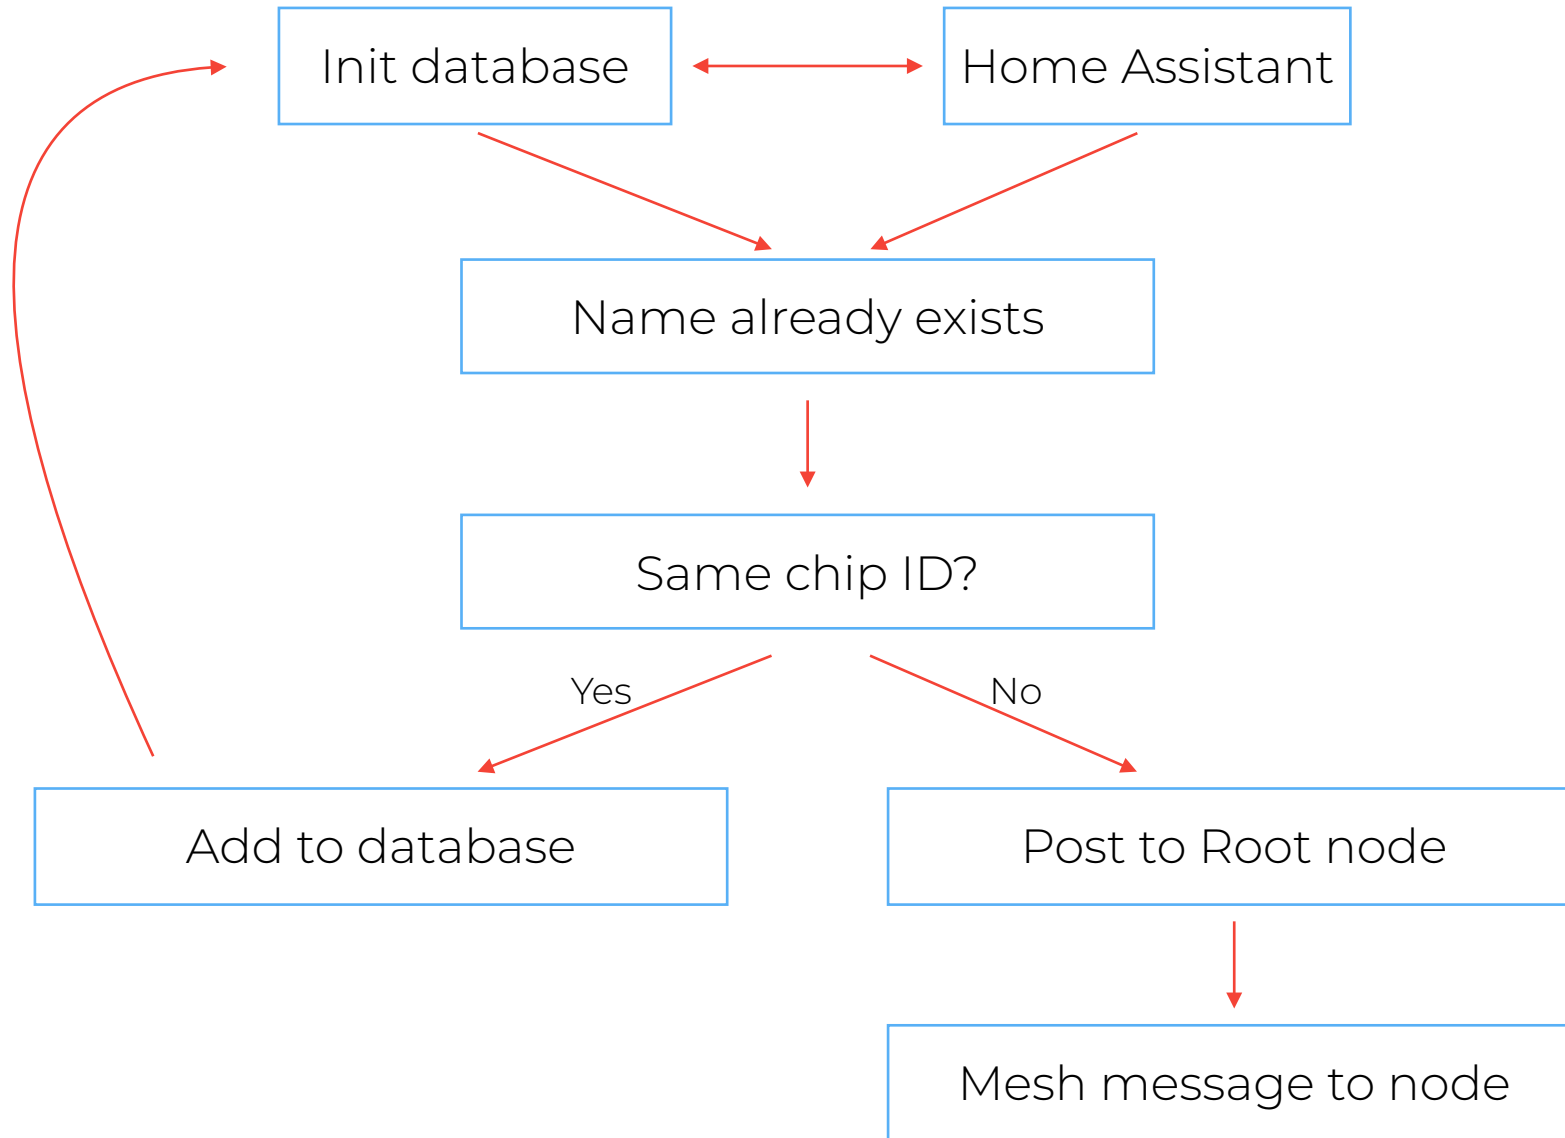 Init database
Home Assistant
Name already exists
Same chip ID?
Yes
No
Add to database
Post to Root node
Mesh message to node